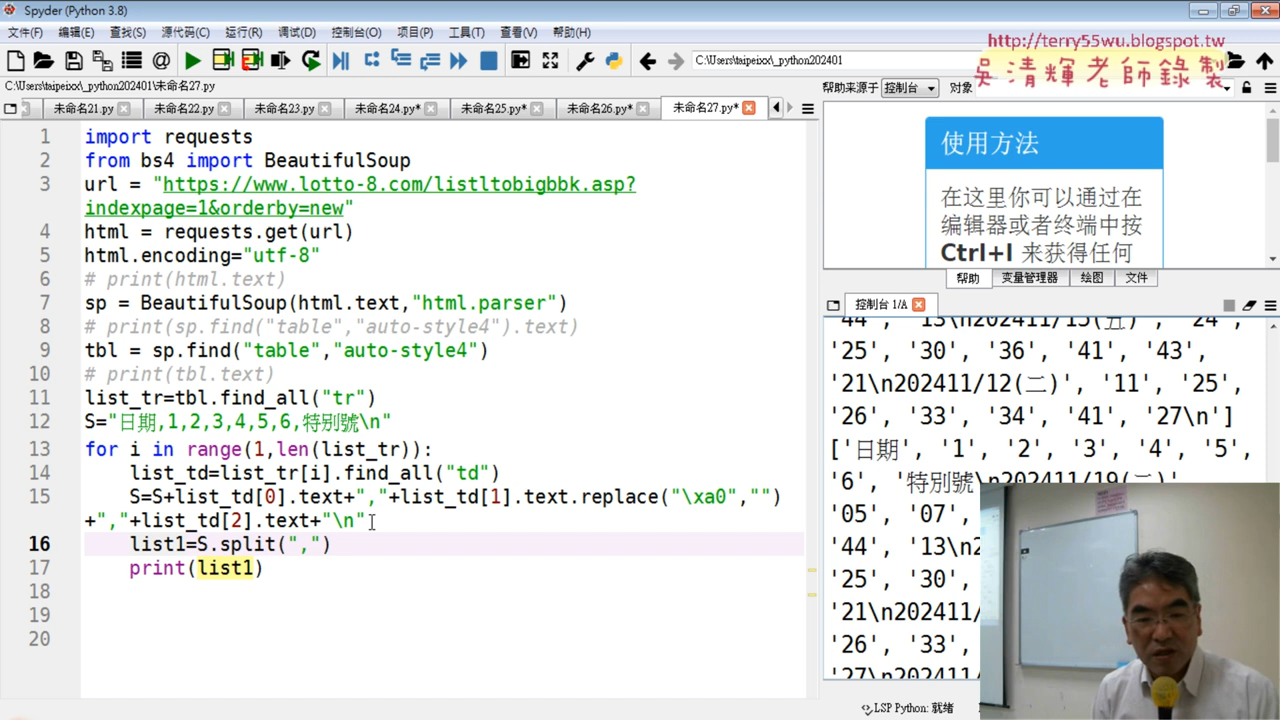 Spyder (Python 3.8)
文件(F) 编辑(E) 查找(S) 源代码(C) 运行(R) 调试(D) 控制台(O) 项目(P) 工具(T) 查看(V) 帮助(H)
C:\Users\taipeixx\_python202401
http://terry55wu.blogspot.tw
吳清輝老師錄製
C:\Users\taipeixx\_python202401\未命名27.py
未命名21.py 未命名22.py 未命名23.py 未命名24.py* 未命名25.py* 未命名26.py* 未命名27.py*
帮助来源于 控制台 对象
1 import requests
2 from bs4 import BeautifulSoup
3 url = "https://www.lotto-8.com/listltobigbbk.asp?
indexpage=1&orderby=new"
4 html = requests.get(url)
5 html.encoding="utf-8"
6 # print(html.text)
7 sp = BeautifulSoup(html.text,"html.parser")
8 # print(sp.find("table","auto-style4").text)
9 tbl = sp.find("table","auto-style4")
10 # print(tbl.text)
11 list_tr=tbl.find_all("tr")
12 S="日期,1,2,3,4,5,6,特別號\n"
13 for i in range(1,len(list_tr)):
14 list_td=list_tr[i].find_all("td")
15 S=S+list_td[0].text+","+list_td[1].text.replace("\xa0","")
+","+list_td[2].text+"\n"
16 list1=S.split(",")
17 print(list1)
18
19
20
使用方法
在这里你可以通过在
编辑器或者终端中按
Ctrl+I 来获得任何
帮助 变量管理器 绘图 文件
控制台 1/A
'44', '13\n202411/15(五)', '24',
'25', '30', '36', '41', '43',
'21\n202411/12(二)', '11', '25',
'26', '33', '34', '41', '27\n']
['日期', '1', '2', '3', '4', '5',
'6', '特別號\n202411/19(二)',
'05', '07'
'44', '13\n2
'25', '30'
'21\n202411/
'26', '33'
'27\n202411
LSP Python: 就绪